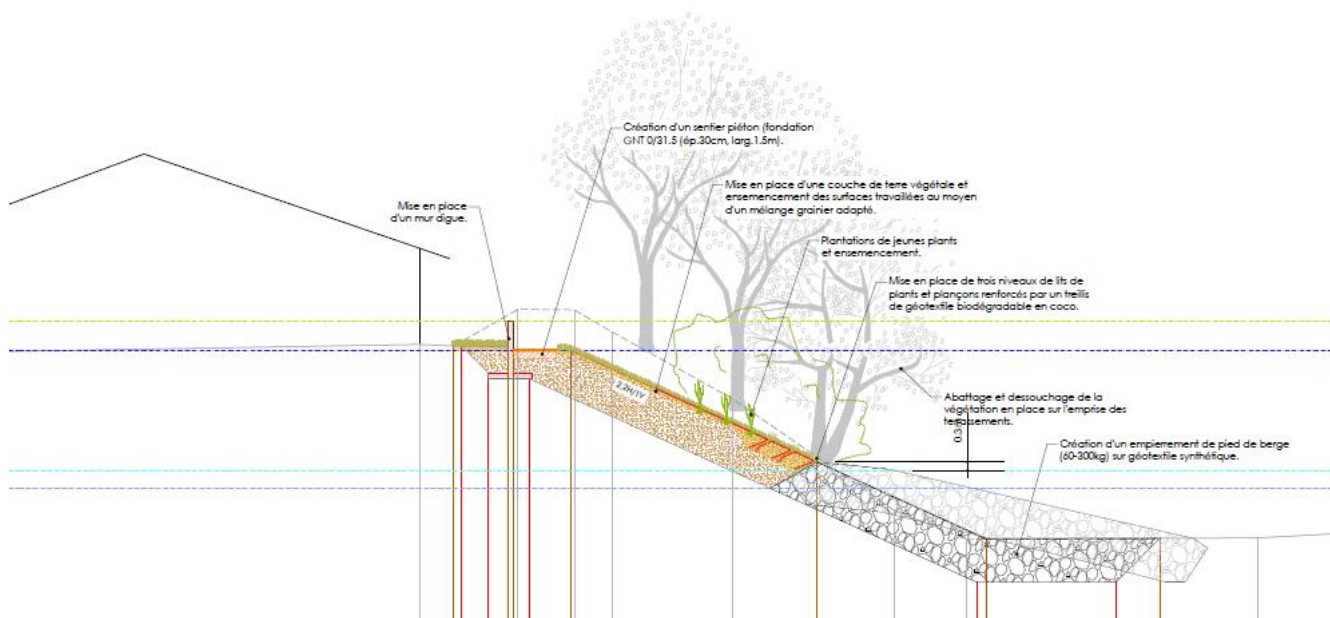 Création d'un sentier piéton (fondation
GNT 0/31.5 (ép.30cm, larg.1.5m).
Mise en place d'une couche de terre végétale et
ensemencement des surfaces travaillées au moyen
d'un mélange grainier adapté.
Mise en place
d'un mur digue.
Plantations de jeunes plants
et ensemencement.
Mise en place de trois niveaux de lits de
plants et plançons renforcés par un treillis
de géotextile biodégradable en coco.
2.2H/1V
Abattage et dessouchage de la
végétation en place sur l'emprise des
terrassements.
Création d'un empierrement de pied de berge
(60-300kg) sur géotextile synthétique.